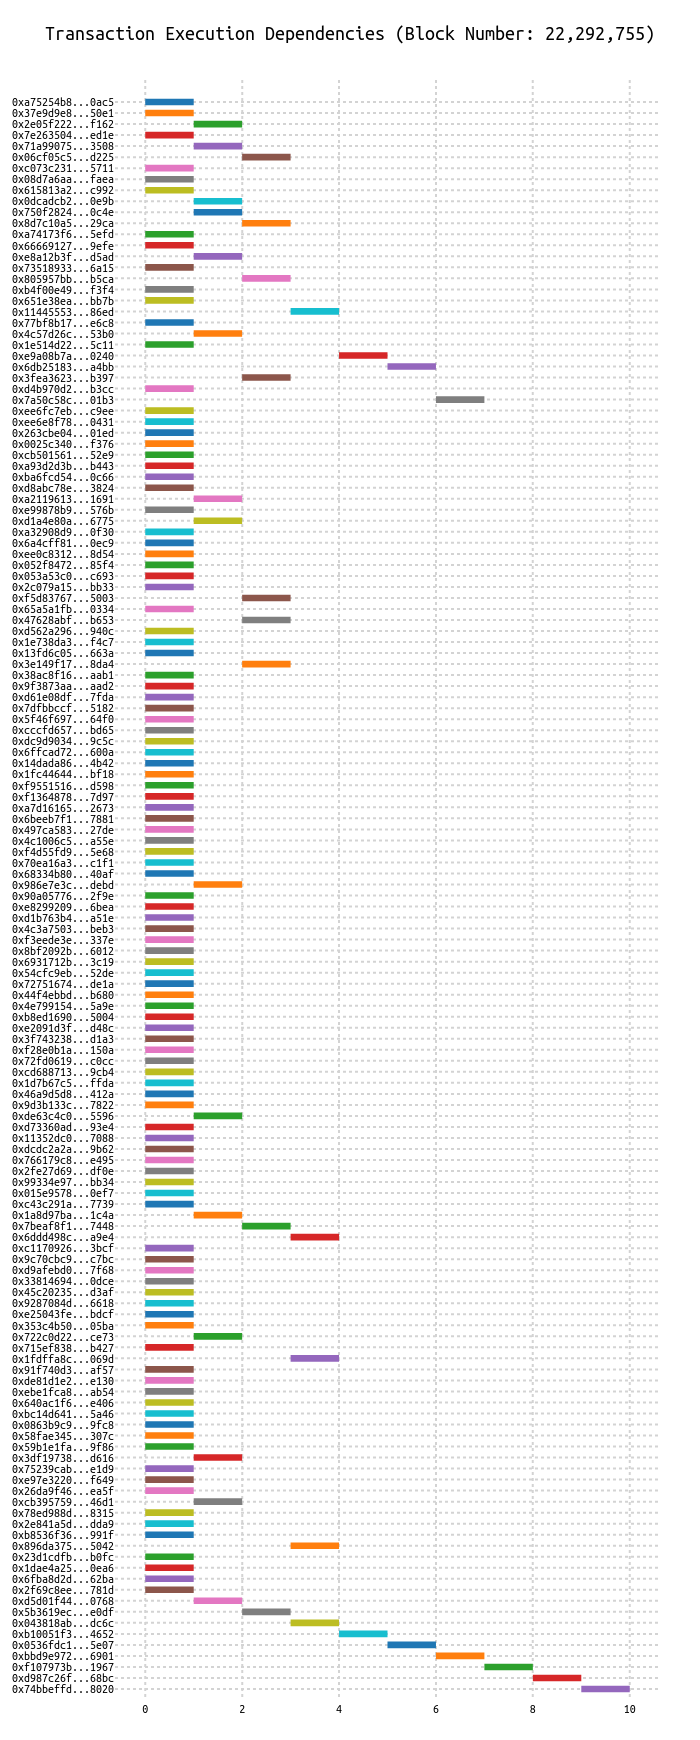 Transaction Execution Dependencies (Block Number: 22,292,755)
0xa75254b8...0ac5
0x37e9d9e8...50e1
0x2e05f222...f162
0x7e263504...ed1e
0x71a99075...3508
0x06cf05c5...d225
0xc073c231...5711
0x08d7a6aa...faea
0x615813a2...c992
0x0dcadcb2...0e9b
0x750f2824...0c4e
0x8d7c10a5...29ca
0xa74173f6...5efd
0x66669127...9efe
0xe8a12b3f...d5ad
0x73518933...6a15
0x805957bb...b5ca
0xb4f00e49...f3f4
0x651e38ea...bb7b
0x11445553...86ed
0x77bf8b17...e6c8
0x4c57d26c...53b0
0x1e514d22...5c11
0xe9a08b7a...0240
0x6db25183...a4bb
0x3fea3623...b397
0xd4b970d2...b3cc
0x7a50c58c...01b3
0xee6fc7eb...c9ee
0xee6e8f78...0431
0x263cbe04...01ed
0x0025c340...f376
0xcb501561...52e9
0xa93d2d3b...b443
0xba6fcd54...0c66
0xd8abc78e...3824
0xa2119613...1691
0xe99878b9...576b
0xd1a4e80a...6775
0xa32908d9...0f30
0x6a4cff81...0ec9
0xee0c8312...8d54
0x052f8472...85f4
0x053a53c0...c693
0x2c079a15...bb33
0xf5d83767...5003
0x65a5a1fb...0334
0x47628abf...b653
0xd562a296...940c
0x1e738da3...f4c7
0x13fd6c05...663a
0x3e149f17...8da4
0x38ac8f16...aab1
0x9f3873aa...aad2
0xd61e08df...7fda
0x7dfbbccf...5182
0x5f46f697...64f0
0xcccfd657...bd65
0xdc9d9034...9c5c
0x6ffcad72...600a
0x14dada86...4b42
0x1fc44644...bf18
0xf9551516...d598
0xf1364878...7d97
0xa7d16165...2673
0x6beeb7f1...7881
0x497ca583...27de
0x4c1006c5...a55e
0xf4d55fd9...5e68
0x70ea16a3...c1f1
0x68334b80...40af
0x986e7e3c...debd
0x90a05776...2f9e
0xe8299209...6bea
0xd1b763b4...a51e
0x4c3a7503...beb3
0xf3eede3e...337e
0x8bf2092b...6012
0x6931712b...3c19
0x54cfc9eb...52de
0x72751674...de1a
0x44f4ebbd...b680
0x4e799154...5a9e
0xb8ed1690...5004
0xe2091d3f...d48c
0x3f743238...d1a3
0xf28e0b1a...150a
0x72fd0619...c0cc
0xcd688713...9cb4
0x1d7b67c5...ffda
0x46a9d5d8...412a
0x9d3b133c...7822
0xde63c4c0...5596
0xd73360ad...93e4
0x11352dc0...7088
0xdcdc2a2a...9b62
0x766179c8...e495
0x2fe27d69...df0e
0x99334e97...bb34
0x015e9578...0ef7
0xc43c291a...7739
0x1a8d97ba...1c4a
0x7beaf8f1...7448
0x6ddd498c...a9e4
0xc1170926...3bcf
0x9c70cbc9...c7bc
0xd9afebd0...7f68
0x33814694...0dce
0x45c20235...d3af
0x9287084d...6618
0xe25043fe...bdcf
0x353c4b50...05ba
0x722c0d22...ce73
0x715ef838...b427
0x1fdffa8c...069d
0x91f740d3...af57
0xde81d1e2...e130
0xebe1fca8...ab54
0x640ac1f6...e406
0xbc14d641...5a46
0x0863b9c9...9fc8
0x58fae345...307c
0x59b1e1fa...9f86
0x3df19738...d616
0x75239cab...e1d9
0xe97e3220...f649
0x26da9f46...ea5f
0xcb395759...46d1
0x78ed988d...8315
0x2e841a5d...dda9
0xb8536f36...991f
0x896da375...5042
0x23d1cdfb...b0fc
0x1dae4a25...0ea6
0x6fba8d2d...62ba
0x2f69c8ee...781d
0xd5d01f44...0768
0x5b3619ec...e0df
0x043818ab...dc6c
0xb10051f3...4652
0x0536fdc1...5e07
0xbbd9e972...6901
0xf107973b...1967
0xd987c26f...68bc
0x74bbeffd...8020
0 2 4 6 8 10